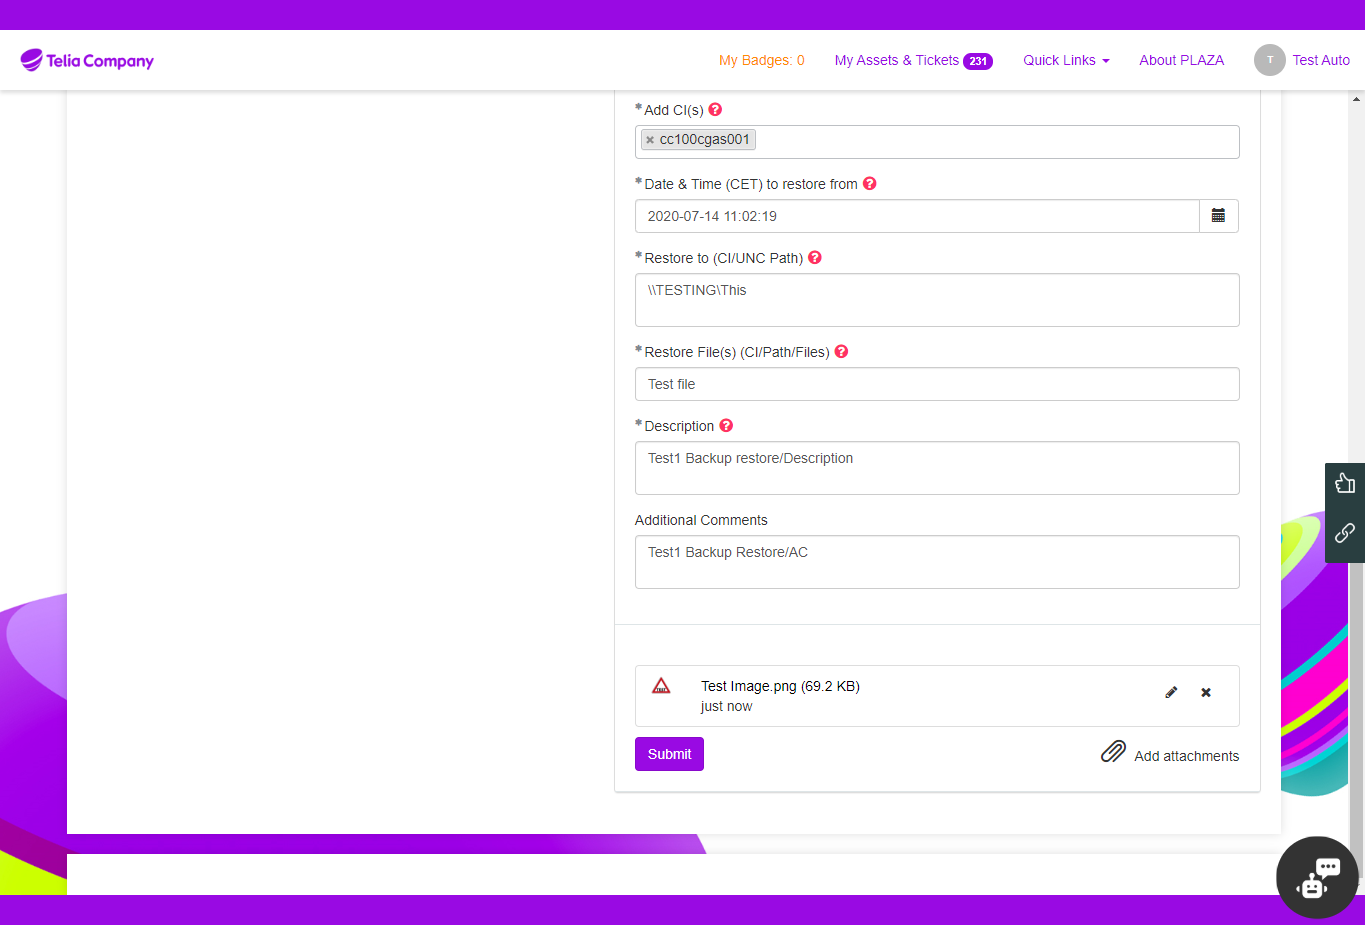 Telia Company
My Badges: 0
My Assets & Tickets 231
Quick Links
About PLAZA
T
Test Auto
* Add CI(s) ?
× cc100cgas001
* Date & Time (CET) to restore from ?
2020-07-14 11:02:19
* Restore to (CI/UNC Path) ?
\\TESTING\This
* Restore File(s) (CI/Path/Files) ?
Test file
* Description ?
Test1 Backup restore/Description
Additional Comments
Test1 Backup Restore/AC
Test Image.png (69.2 KB)
just now
Submit
Add attachments